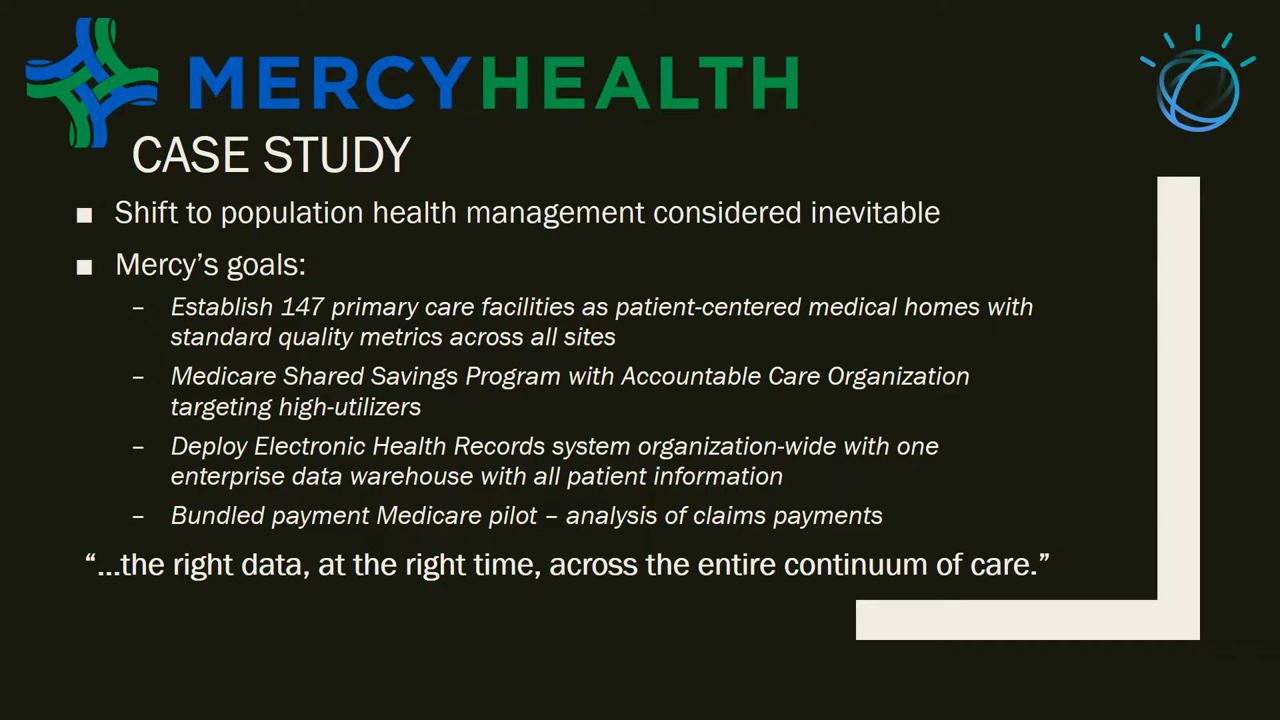 MERCYHEALTH
CASE STUDY
■ Shift to population health management considered inevitable
■ Mercy’s goals:
– Establish 147 primary care facilities as patient-centered medical homes with
standard quality metrics across all sites
– Medicare Shared Savings Program with Accountable Care Organization
targeting high-utilizers
– Deploy Electronic Health Records system organization-wide with one
enterprise data warehouse with all patient information
– Bundled payment Medicare pilot – analysis of claims payments
“...the right data, at the right time, across the entire continuum of care.”